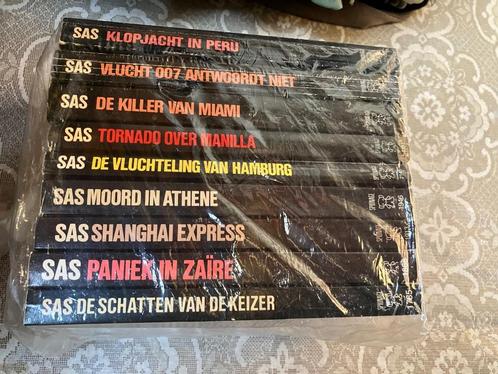 SAS KLOPJACHT IN PERU
SAS VLUCHT 007 ANTWOORDT NIET
SAS DE KILLER VAN MIAMI
SAS TORNADO OVER MANILLA
SAS DE VLUCHTELING VAN HAMBURG
SAS MOORD IN ATHENE
SAS SHANGHAI EXPRESS
SAS PANIEK IN ZAÏRE
SAS DE SCHATTEN VAN DE KEIZER